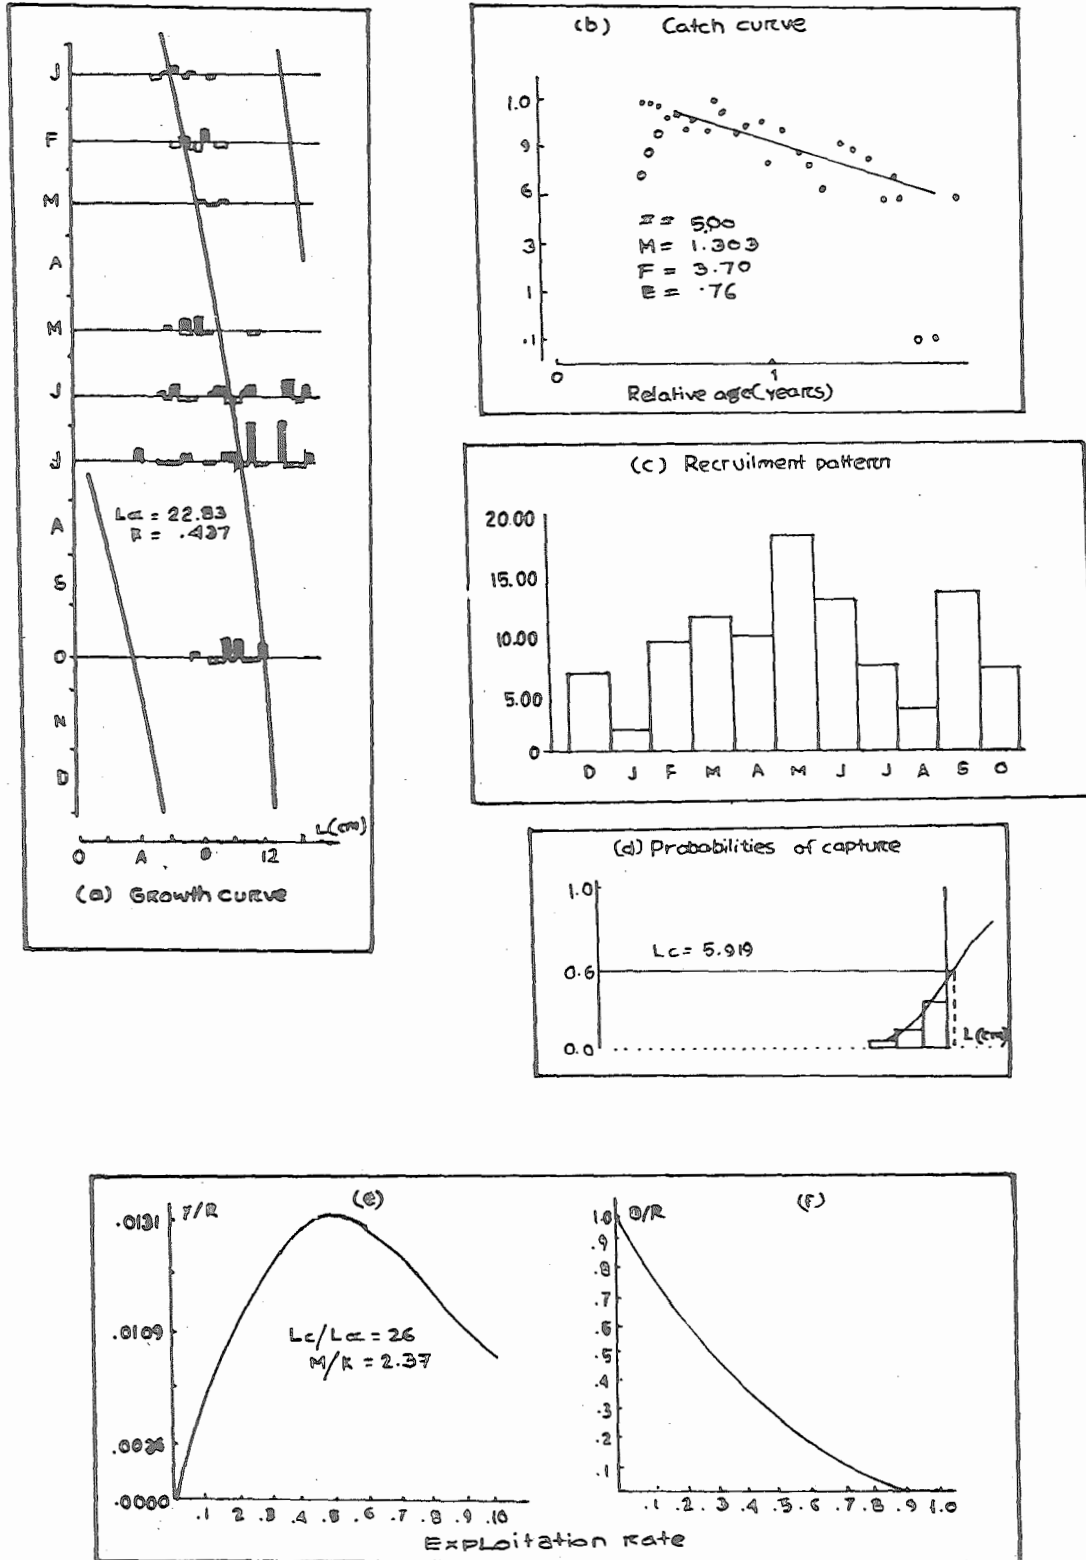 J
F
M
A
M
J
J
A
S
O
N
D
Lα = 22.83
K = .437
L(cm)
0 4 8 12
(a) Growth curve
(b) Catch curve
1.0
9
6
3
1
.1
Z = 5.00
M = 1.303
F = 3.70
E = .76
0 1
Relative age(years)
(c) Recruilment pattern
20.00
15.00
10.00
5.00
0
D J F M A M J J A S O
(d) Probabilities of capture
1.0
Lc= 5.919
0.6
L(cm)
0.0
(e)
.0131 Y/R
.0109
.0000
Lc/Lα = 26
M/K = 2.37
.1 .2 .3 .4 .5 .6 .7 .8 .9 .10
(f)
1.0 B/R
.9
.8
.7
.6
.5
.4
.3
.2
.1
.1 .2 .3 .4 .5 .6 .7 .8 .9 1.0
Exploitation Rate